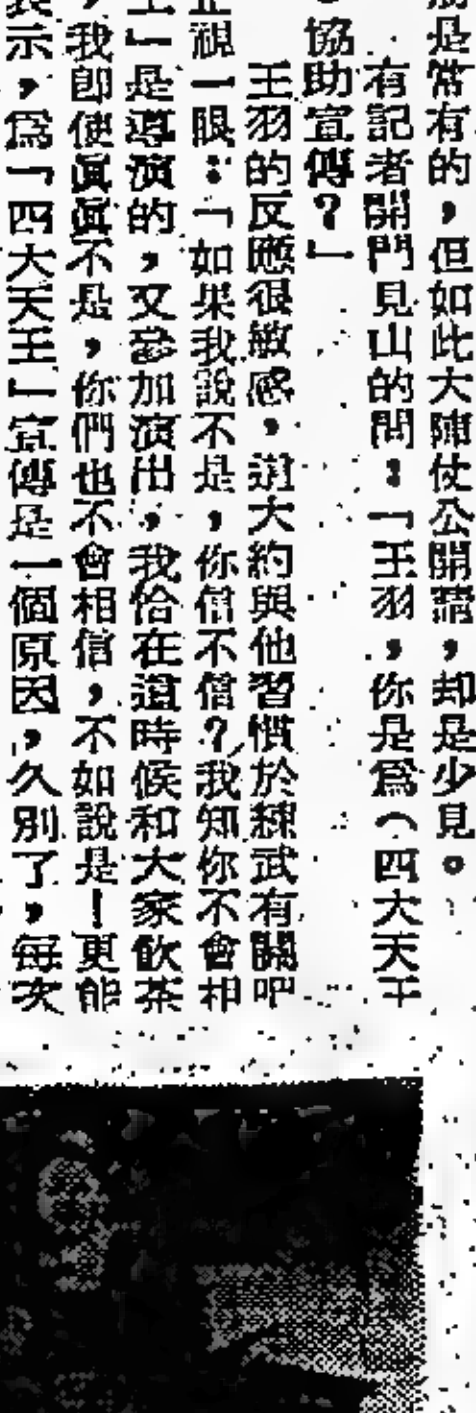 是常有的，但如此大陣仗公開講，却是少見。
有記者開門見山的問：「王羽，你是爲（四大天王
協助宣傳？」
王羽的反應很敏感，這大約與他習慣於練武有關吧
正視一眼：「如果我說不是，你信不信？我知你不會相
」是導演的，又參加演出，我恰在這時候和大家飲茶
，我卽使眞眞不是，你們也不會相信，不如說是！更能
表示，爲「四大天王」宣傳是一個原因，久別了，每次